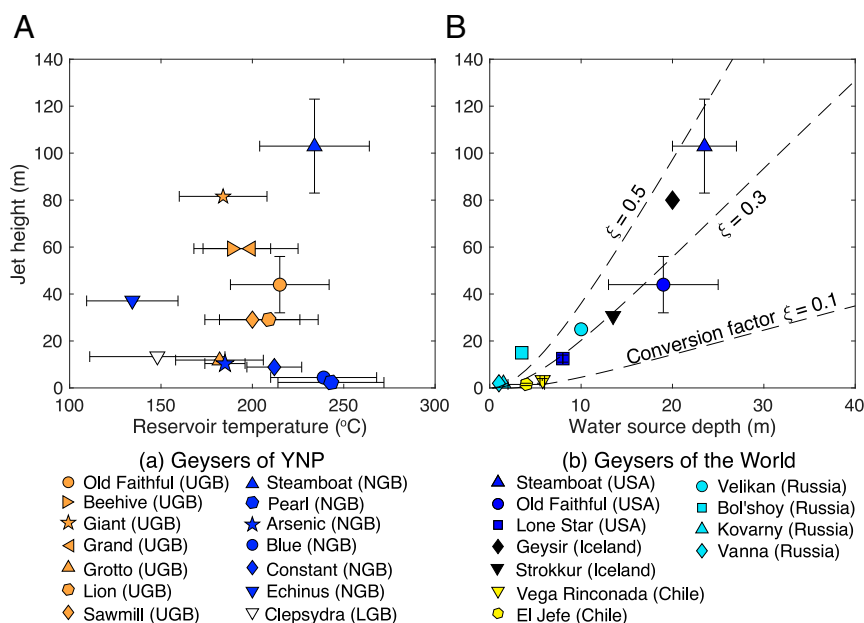 A
B
140
120
100
80
60
40
20
0
Jet height (m)
100
150
200
250
300
Reservoir temperature (ºC)
140
120
100
80
60
40
20
0
ξ = 0.5
ξ = 0.3
Conversion factor ξ = 0.1
0
10
20
30
40
Water source depth (m)
(a) Geysers of YNP
Old Faithful (UGB)
Beehive (UGB)
Giant (UGB)
Grand (UGB)
Grotto (UGB)
Lion (UGB)
Sawmill (UGB)
Steamboat (NGB)
Pearl (NGB)
Arsenic (NGB)
Blue (NGB)
Constant (NGB)
Echinus (NGB)
Clepsydra (LGB)
(b) Geysers of the World
Steamboat (USA)
Old Faithful (USA)
Lone Star (USA)
Geysir (Iceland)
Strokkur (Iceland)
Vega Rinconada (Chile)
El Jefe (Chile)
Velikan (Russia)
Bol'shoy (Russia)
Kovarny (Russia)
Vanna (Russia)